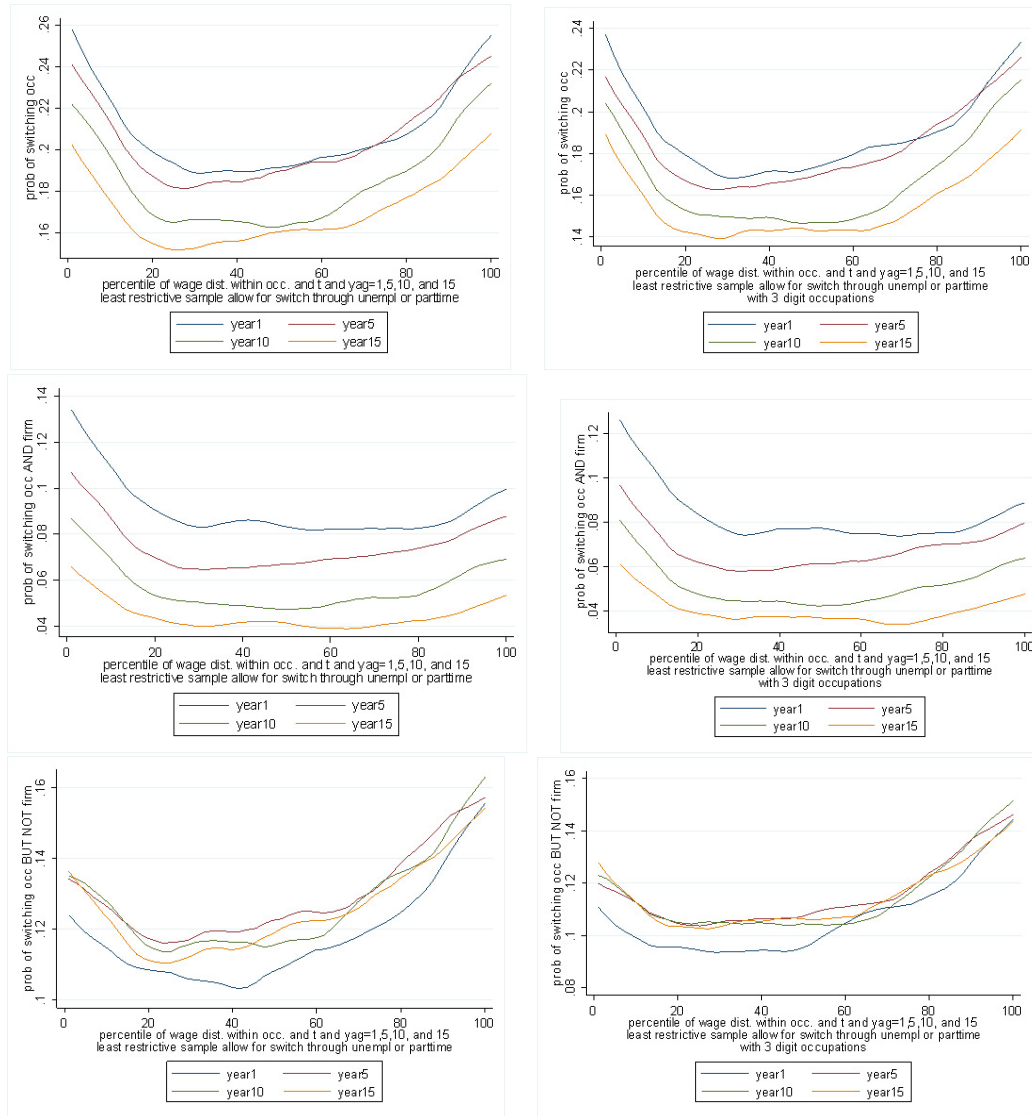 prob of switching occ
.16 .18 .2 .22 .24 .26
0 20 40 60 80 100
percentile of wage dist. within occ. and t and yag=1,5,10, and 15
least restrictive sample allow for switch through unempl or parttime
year1 year5
year10 year15
prob of switching occ
.14 .16 .18 .2 .22 .24
0 20 40 60 80 100
percentile of wage dist. within occ. and t and yag=1,5,10, and 15
least restrictive sample allow for switch through unempl or parttime
with 3 digit occupations
year1 year5
year10 year15
prob of switching occ AND firm
.04 .06 .08 .1 .12 .14
0 20 40 60 80 100
percentile of wage dist. within occ. and t and yag=1,5,10, and 15
least restrictive sample allow for switch through unempl or parttime
year1 year5
year10 year15
prob of switching occ AND firm
.04 .06 .08 .1 .12
0 20 40 60 80 100
percentile of wage dist. within occ. and t and yag=1,5,10, and 15
least restrictive sample allow for switch through unempl or parttime
with 3 digit occupations
year1 year5
year10 year15
prob of switching occ BUT NOT firm
.1 .12 .14 .16
0 20 40 60 80 100
percentile of wage dist. within occ. and t and yag=1,5,10, and 15
least restrictive sample allow for switch through unempl or parttime
year1 year5
year10 year15
prob of switching occ BUT NOT firm
.08 .1 .12 .14 .16
0 20 40 60 80 100
percentile of wage dist. within occ. and t and yag=1,5,10, and 15
least restrictive sample allow for switch through unempl or parttime
with 3 digit occupations
year1 year5
year10 year15